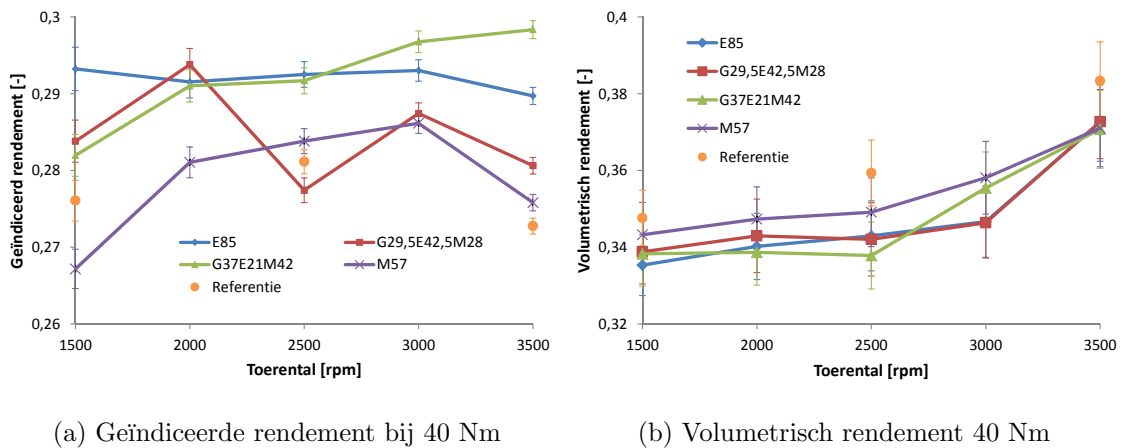 0,3
0,29
0,28
0,27
0,26
Geïndiceerd rendement [-]
E85
G29,5E42,5M28
G37E21M42
M57
Referentie
1500
2000
2500
3000
3500
Toerental [rpm]
(a) Geïndiceerde rendement bij 40 Nm
0,4
0,38
0,36
0,34
0,32
Volumetrisch rendement [-]
E85
G29,5E42,5M28
G37E21M42
M57
Referentie
1500
2000
2500
3000
3500
Toerental [rpm]
(b) Volumetrisch rendement 40 Nm